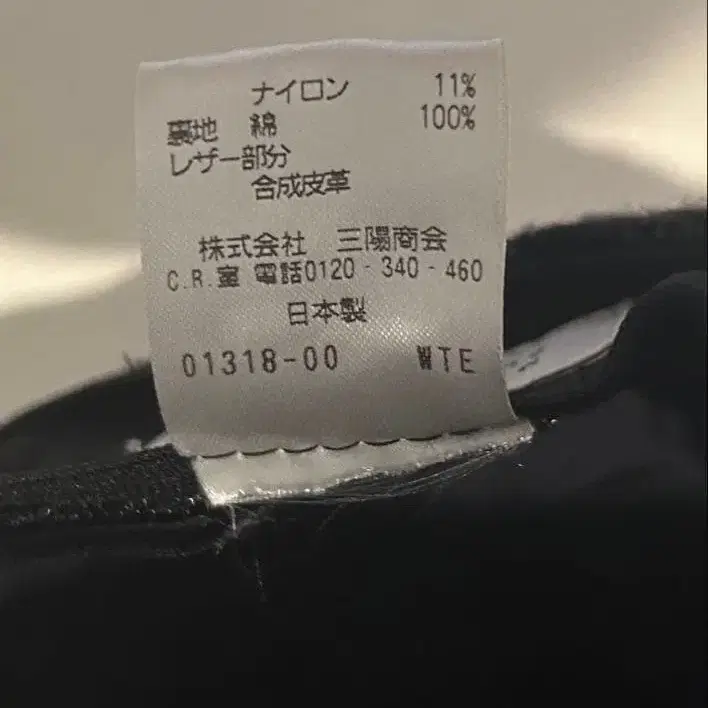 ナイロン 11%
裏地 綿 100%
レザー部分
合成皮革
株式会社 三陽商会
C.R.室 電話0120-340-460
日本製
01318-00 WTE